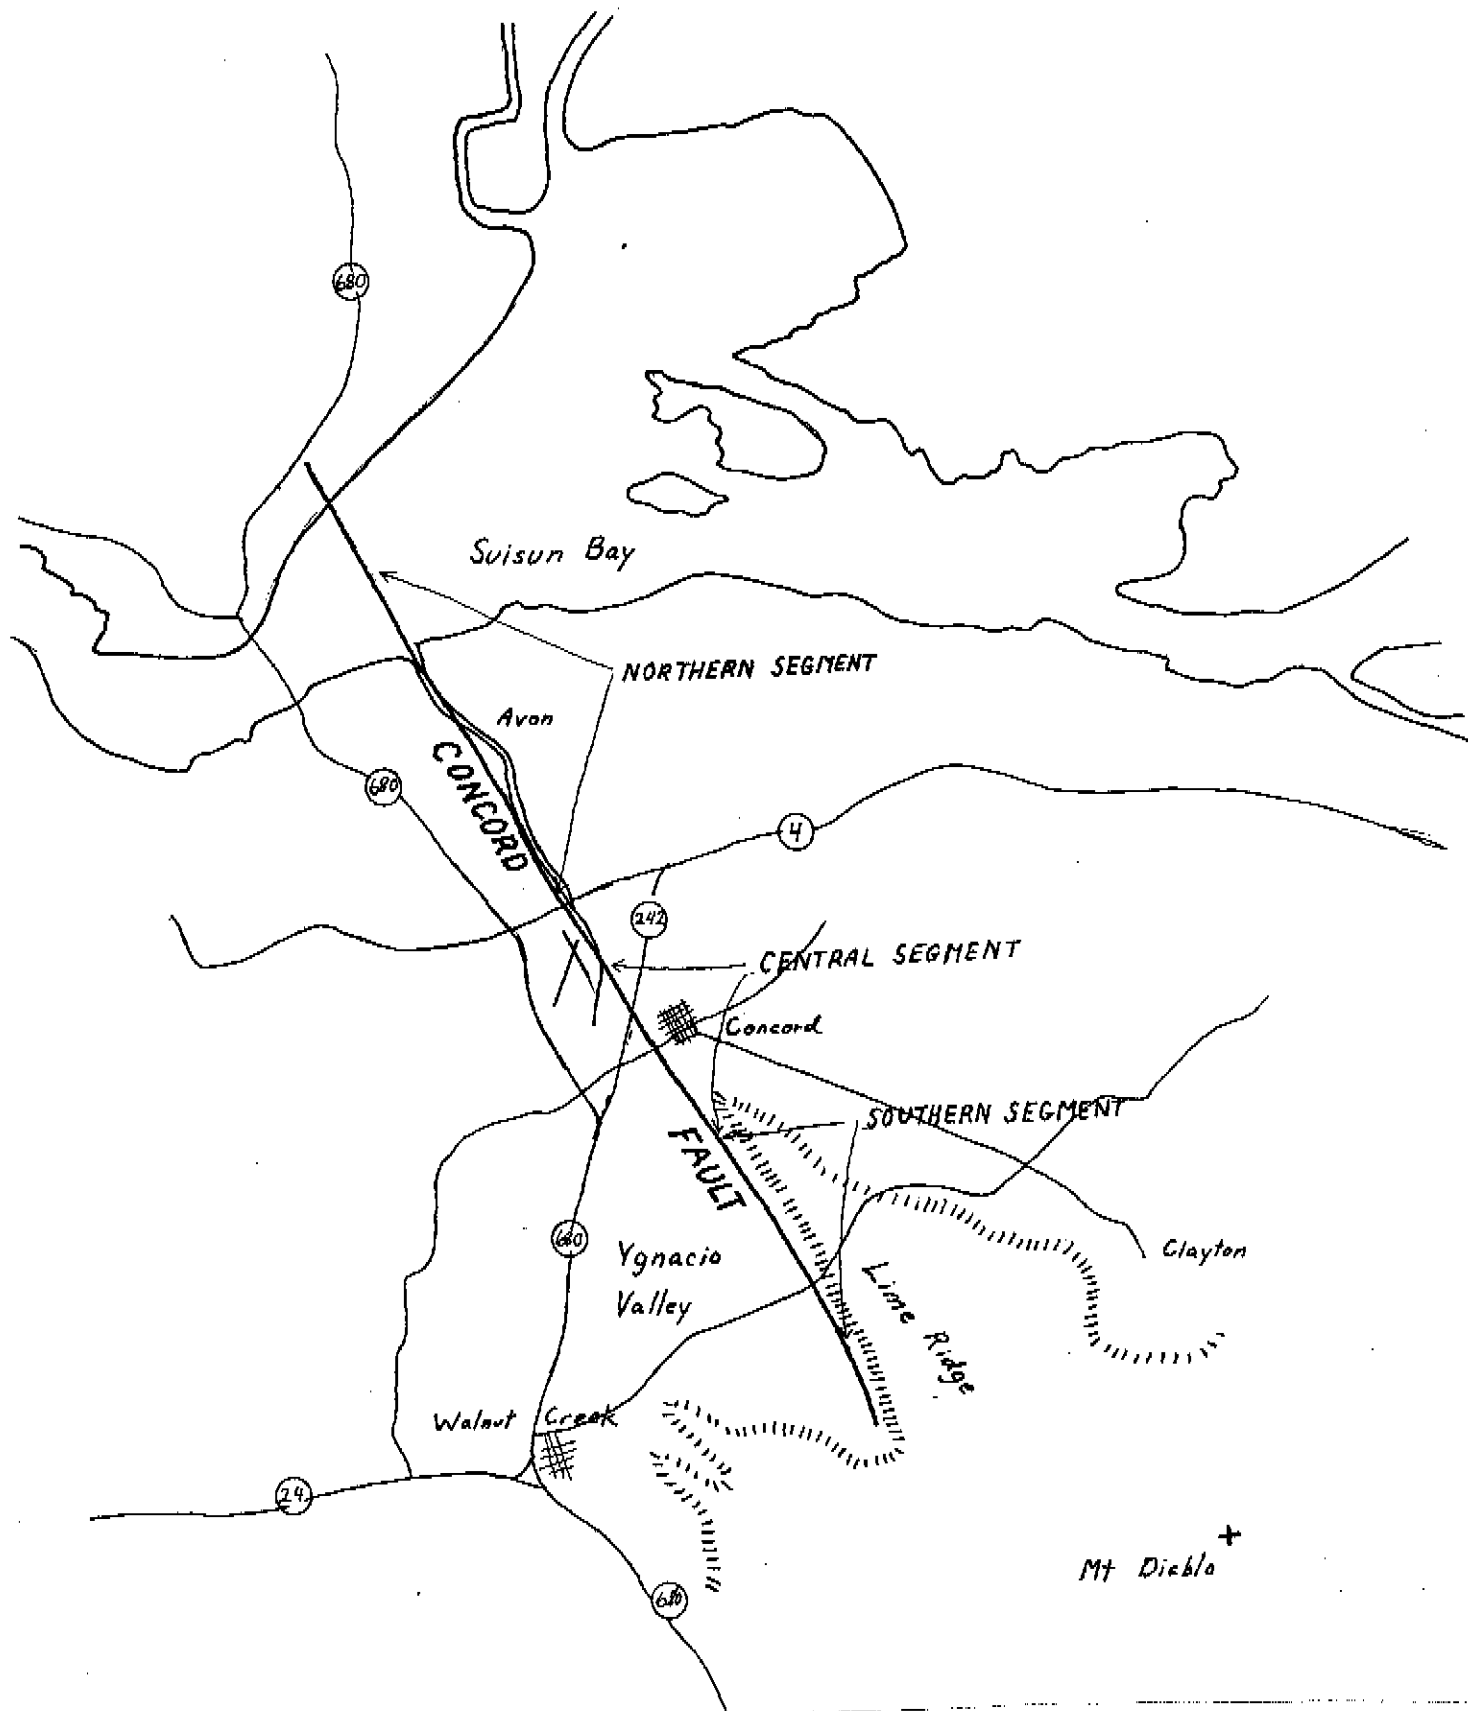 680
Suisun Bay
NORTHERN SEGMENT
Avon
CONCORD
680
4
242
CENTRAL SEGMENT
Concord
SOUTHERN SEGMENT
FAULT
680
Ygnacio
Valley
Clayton
Lime Ridge
Walnut Creek
24
Mt Diablo
680